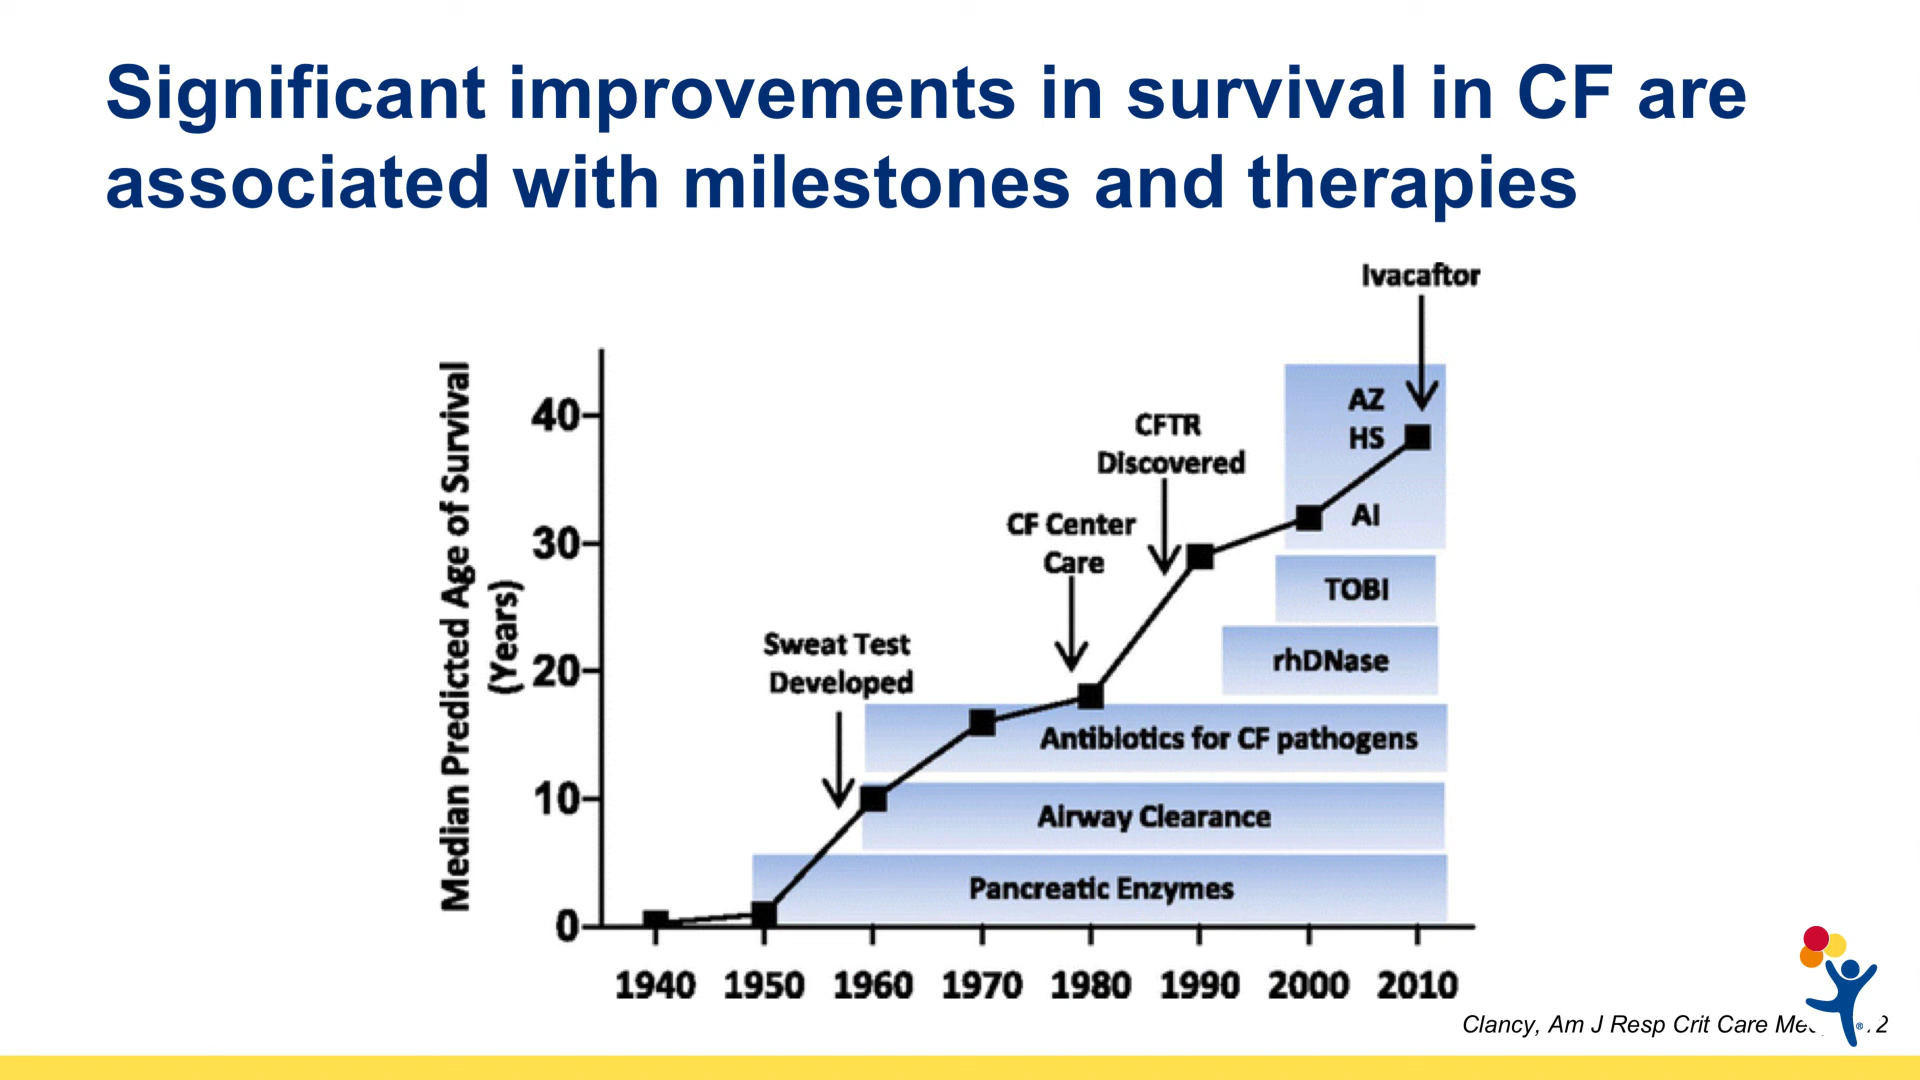 Significant improvements in survival in CF are
associated with milestones and therapies
Ivacaftor
Median Predicted Age of Survival
(Years)
40
30
20
10
0
AZ
HS
AI
CFTR
Discovered
CF Center
Care
Sweat Test
Developed
TOBI
rhDNase
Antibiotics for CF pathogens
Airway Clearance
Pancreatic Enzymes
1940 1950 1960 1970 1980 1990 2000 2010
Clancy, Am J Resp Crit Care
®